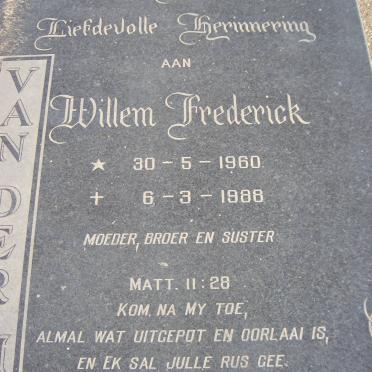 Liefdevolle Herinnering
AAN
Willem Frederick
★ 30 - 5 - 1960
✝ 6 - 3 - 1988
MOEDER, BROER EN SUSTER
MATT. 11:28
KOM NA MY TOE,
ALMAL WAT UITGEPUT EN OORLAAI IS,
EN EK SAL JULLE RUS GEE.
VAN DER